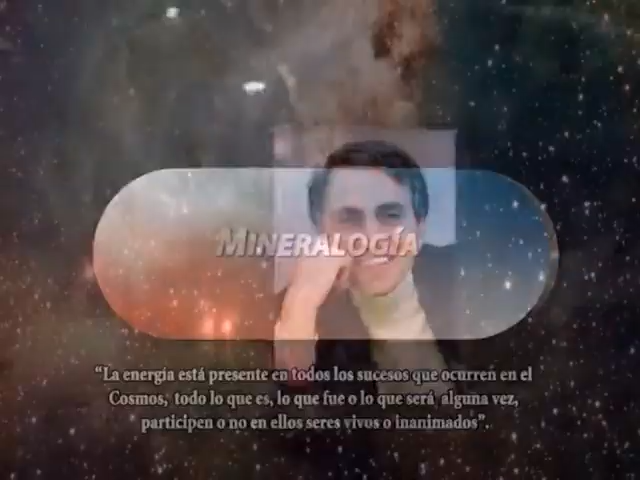 MINERALOGÍA
“La energía está presente en todos los sucesos que ocurren en el
Cosmos, todo lo que es, lo que fue o lo que será alguna vez,
participen o no en ellos seres vivos o inanimados”.